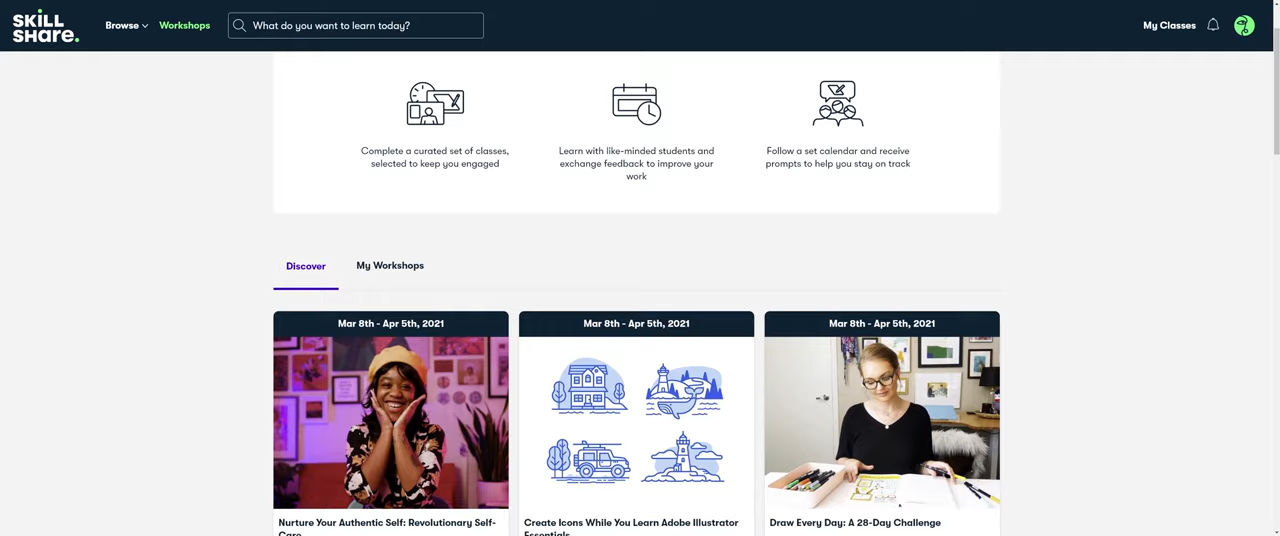 SKILL
SHARE.
Browse
Workshops
What do you want to learn today?
My Classes
Complete a curated set of classes,
selected to keep you engaged
Learn with like-minded students and
exchange feedback to improve your
work
Follow a set calendar and receive
prompts to help you stay on track
Discover
My Workshops
Mar 8th - Apr 5th, 2021
Mar 8th - Apr 5th, 2021
Mar 8th - Apr 5th, 2021
Nurture Your Authentic Self: Revolutionary Self-
Care
Create Icons While You Learn Adobe Illustrator
Essentials
Draw Every Day: A 28-Day Challenge